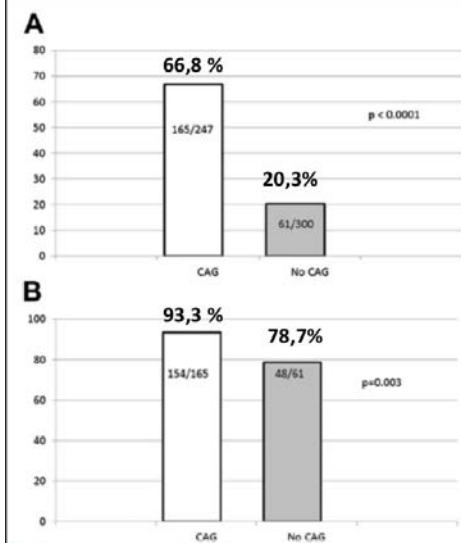 A
80
66,8 %
70
60
165/247
p < 0.0001
50
40
30
20,3%
20
61/300
10
0
CAG
No CAG
B
93,3 %
100
78,7%
80
154/165
48/61
p=0.003
60
40
20
0
CAG
No CAG